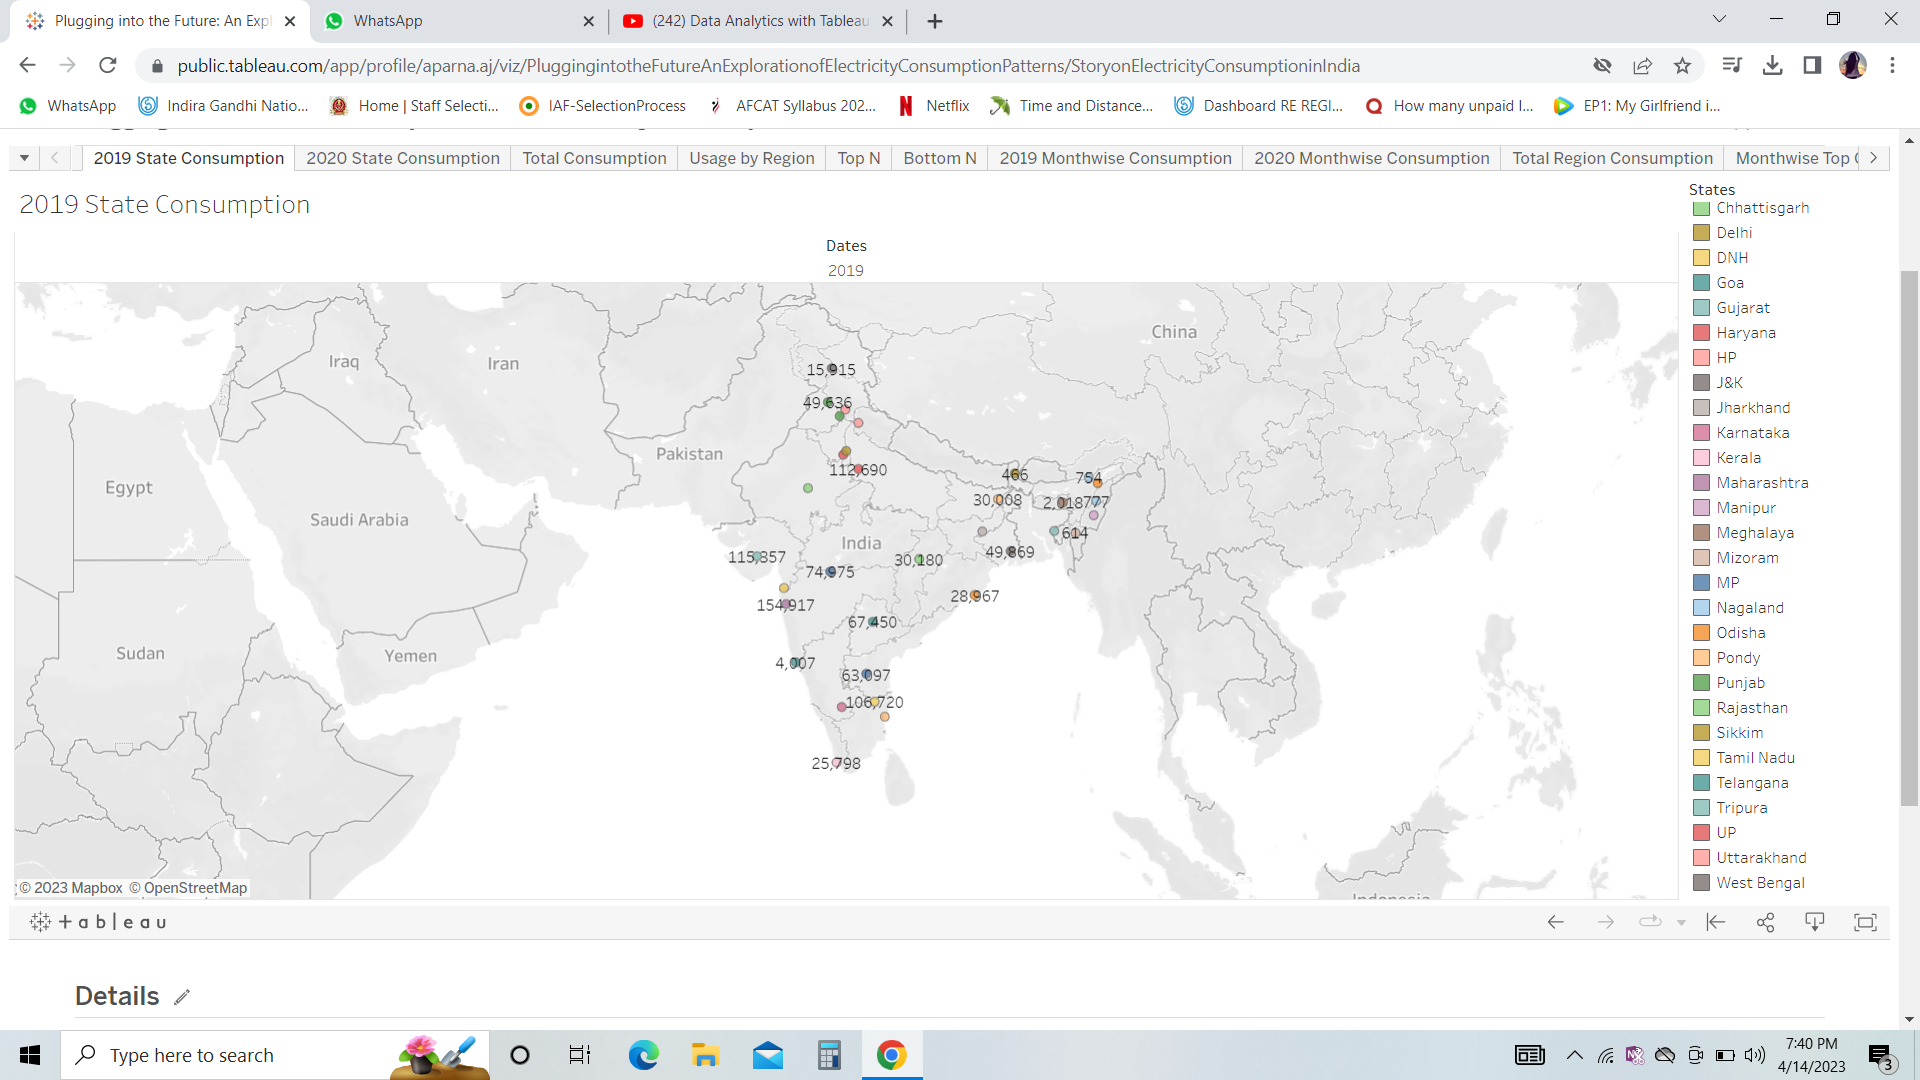 Plugging into the Future: An Expl
WhatsApp
(242) Data Analytics with Tableau
public.tableau.com/app/profile/aparna.aj/viz/PluggingintotheFutureAnExplorationofElectricityConsumptionPatterns/StoryonElectricityConsumptioninIndia
WhatsApp
Indira Gandhi Natio...
Home | Staff Selecti...
IAF-SelectionProcess
AFCAT Syllabus 202...
Netflix
Time and Distance...
Dashboard RE REGI...
How many unpaid I...
EP1: My Girlfriend i...
2019 State Consumption
2020 State Consumption
Total Consumption
Usage by Region
Top N
Bottom N
2019 Monthwise Consumption
2020 Monthwise Consumption
Total Region Consumption
Monthwise Top
2019 State Consumption
Dates
2019
China
Iraq
Iran
15,915
49,636
Pakistan
112,690
466
754
Egypt
30,008
2,018
777
Saudi Arabia
614
India
49,869
115,357
30,180
74,975
28,967
154,917
67,450
Sudan
Yemen
4,007
63,097
106,720
25,798
Indonesia
© 2023 Mapbox © OpenStreetMap
States
Chhattisgarh
Delhi
DNH
Goa
Gujarat
Haryana
HP
J&K
Jharkhand
Karnataka
Kerala
Maharashtra
Manipur
Meghalaya
Mizoram
MP
Nagaland
Odisha
Pondy
Punjab
Rajasthan
Sikkim
Tamil Nadu
Telangana
Tripura
UP
Uttarakhand
West Bengal
+ a b | e a u
Details
Type here to search
7:40 PM
4/14/2023
3